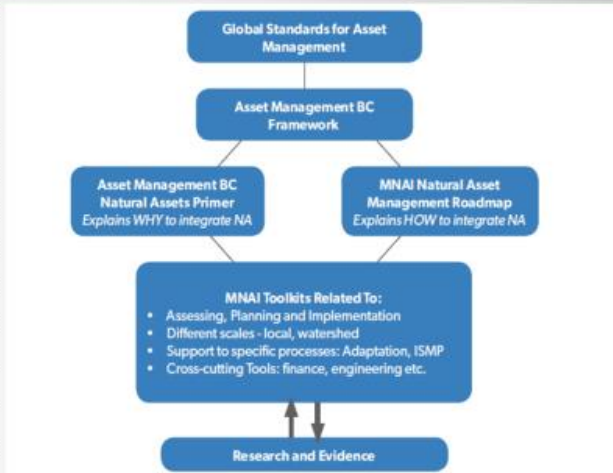 Global Standards for Asset
Management
Asset Management BC
Framework
Asset Management BC
Natural Assets Primer
Explains WHY to integrate NA
MNAI Natural Asset
Management Roadmap
Explains HOW to integrate NA
MNAI Toolkits Related To:
• Assessing, Planning and Implementation
• Different scales - local, watershed
• Support to specific processes: Adaptation, ISMP
• Cross-cutting Tools: finance, engineering etc.
Research and Evidence